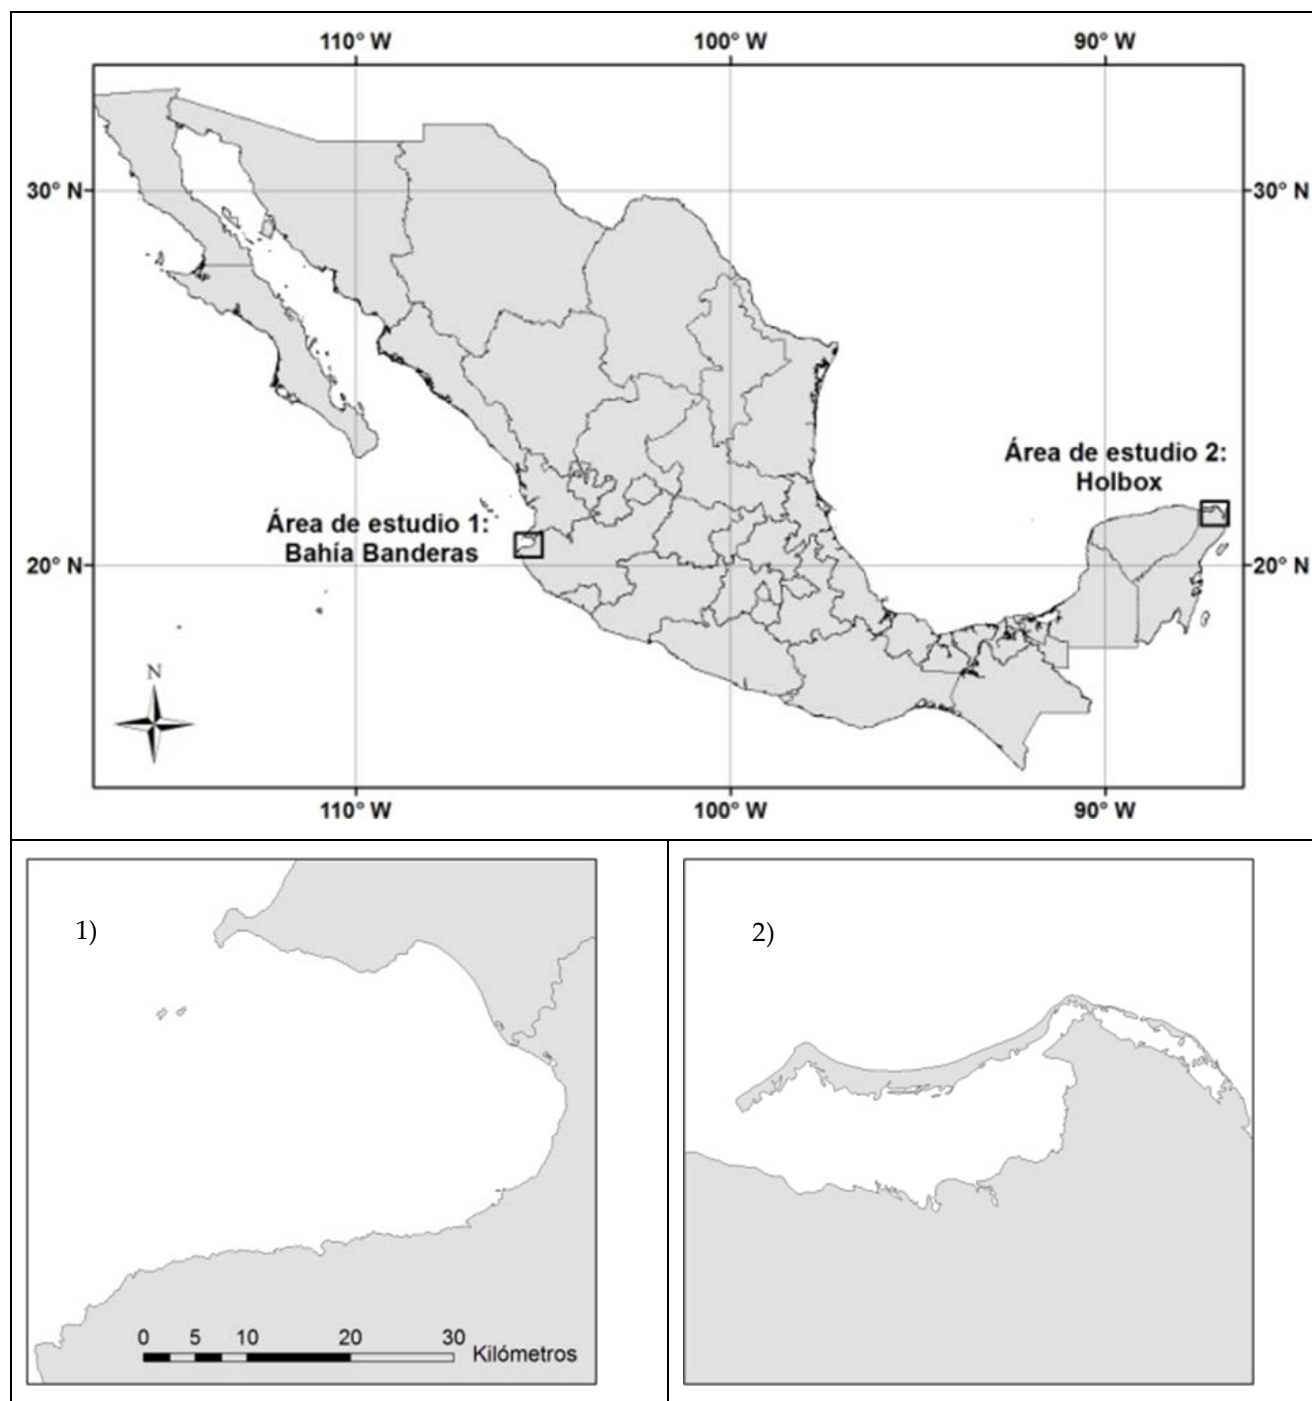 110° W 100° W 90° W
30° N 30° N
Área de estudio 2:
Holbox
Área de estudio 1:
Bahía Banderas
20° N 20° N
N
110° W 100° W 90° W
1)
2)
0 5 10 20 30
Kilómetros